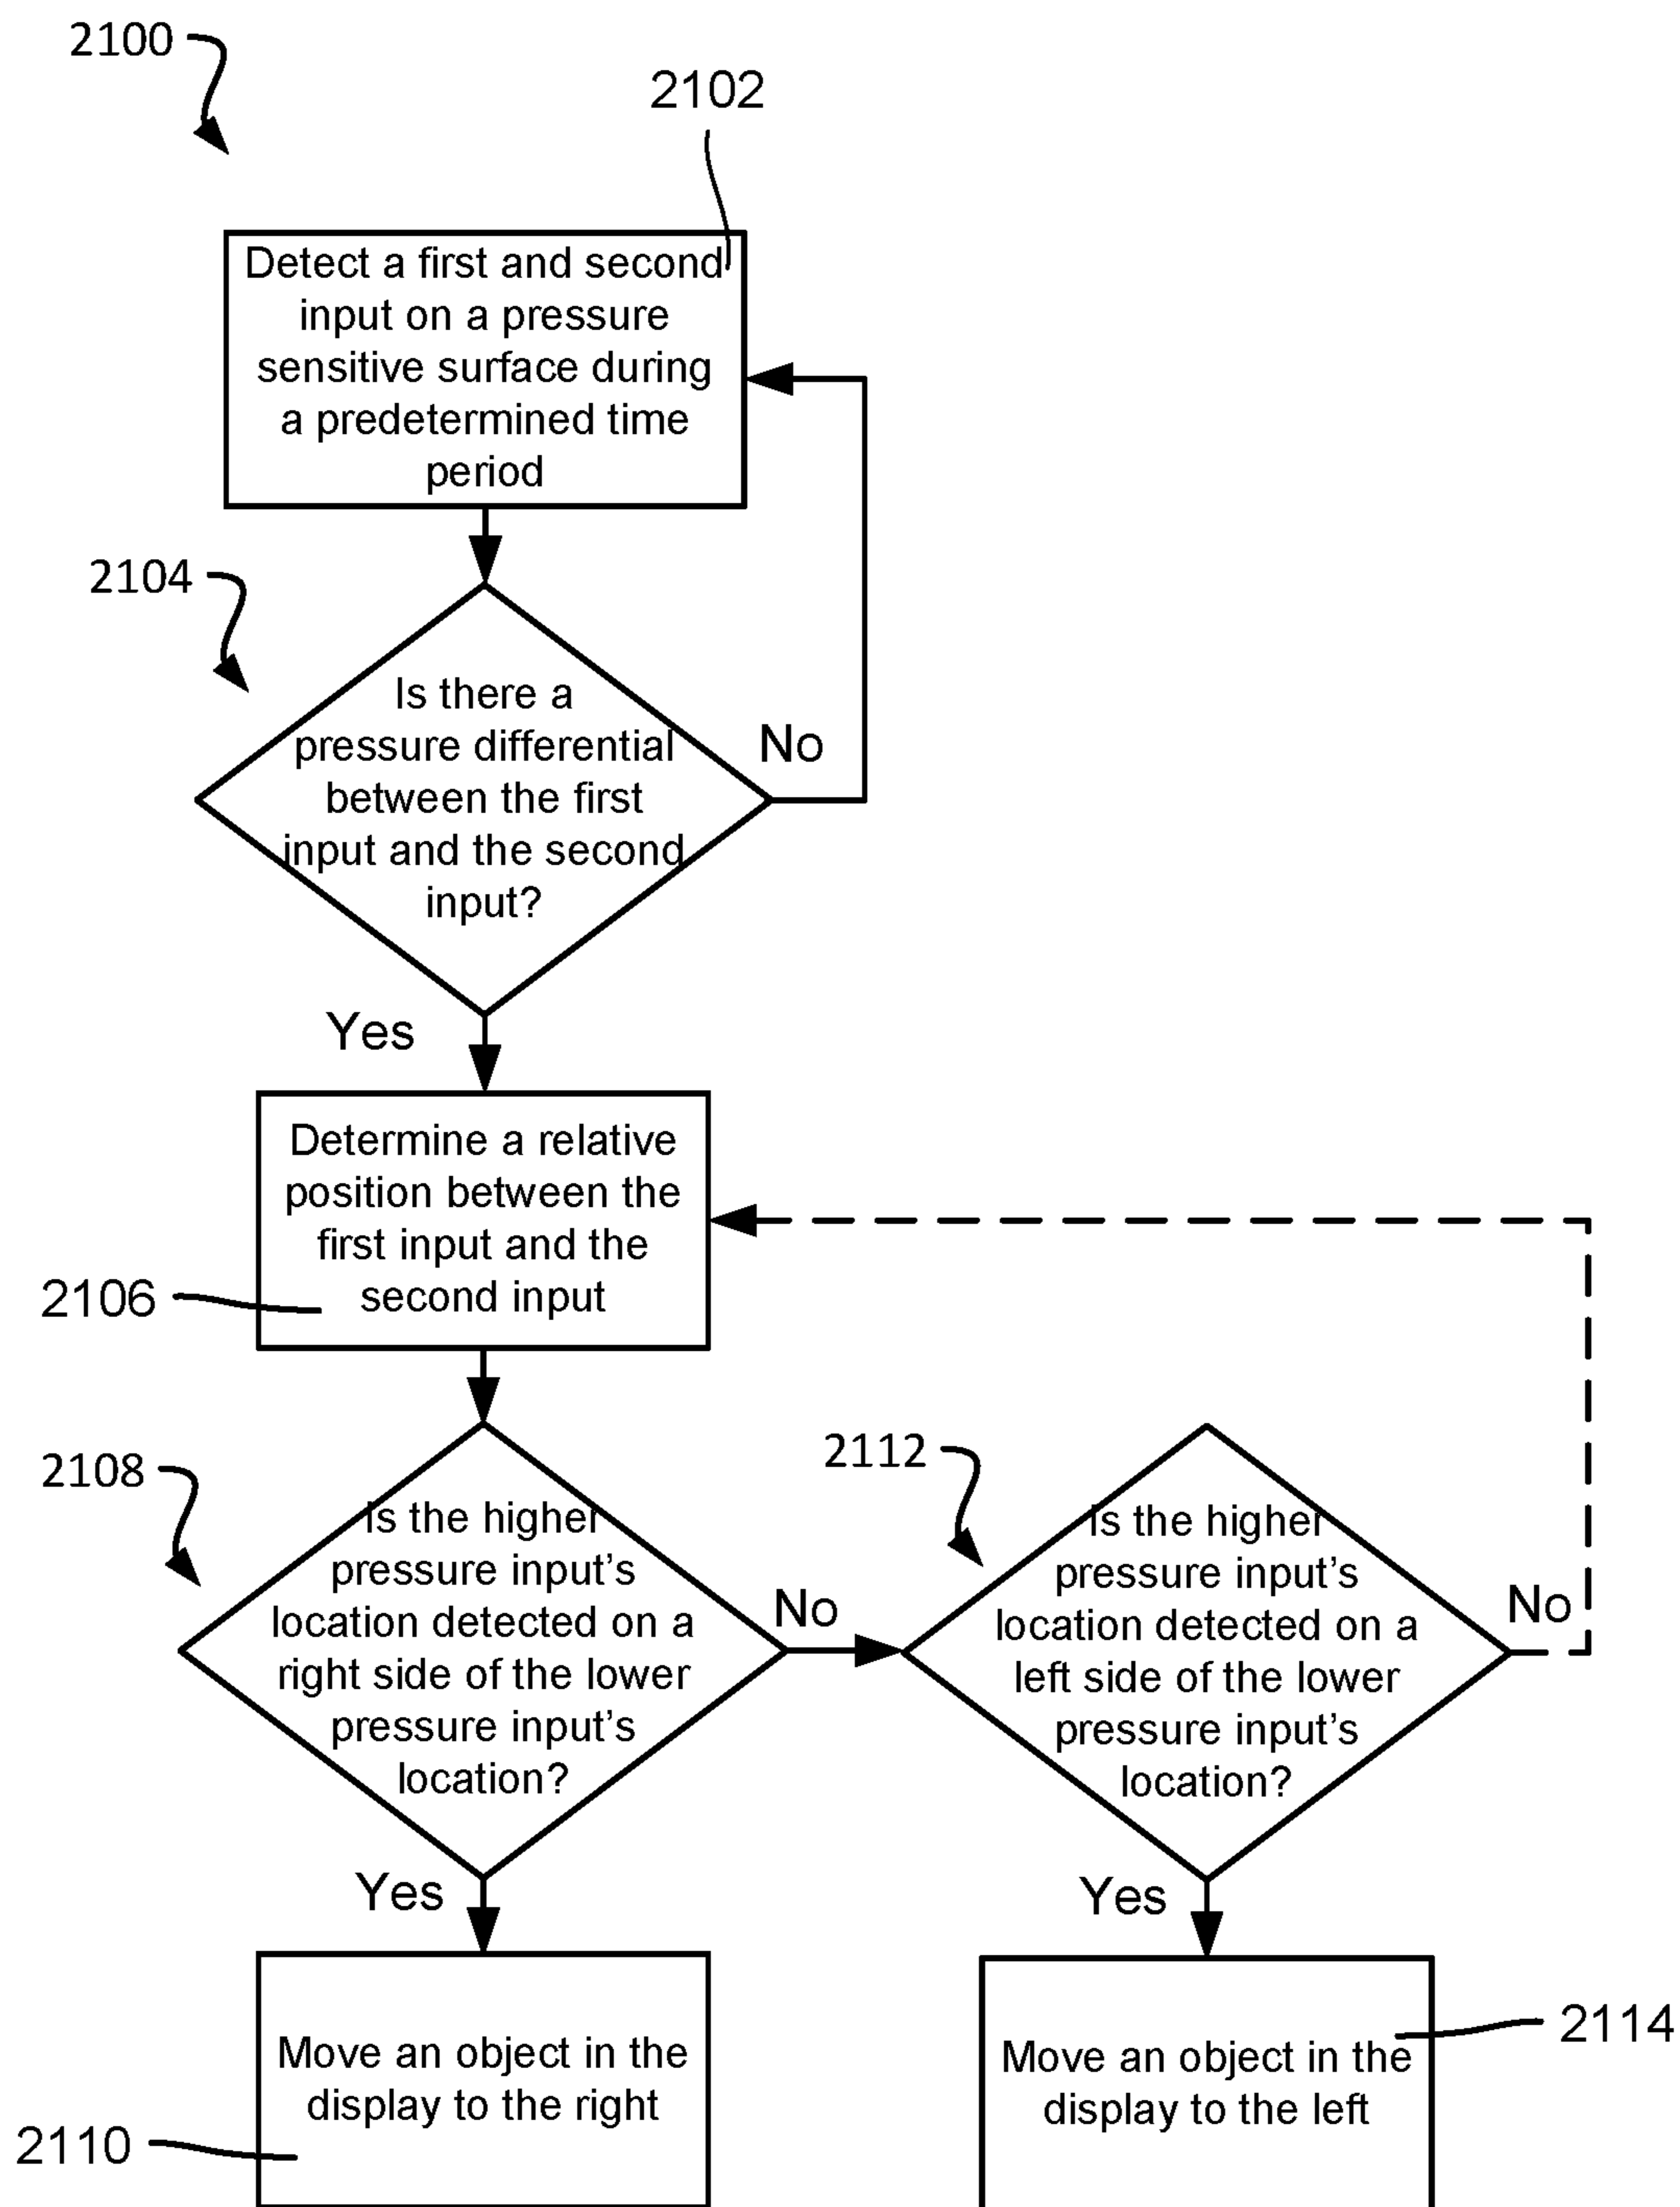 2100
2102
Detect a first and second
input on a pressure
sensitive surface during
a predetermined time
period
2104
Is there a
pressure differential
between the first
input and the second
input?
No
Yes
Determine a relative
position between the
first input and the
second input
2106
2108
Is the higher
pressure input’s
location detected on a
right side of the lower
pressure input’s
location?
No
2112
Is the higher
pressure input’s
location detected on a
left side of the lower
pressure input’s
location?
No
Yes
Yes
Move an object in the
display to the right
2110
Move an object in the
display to the left
2114